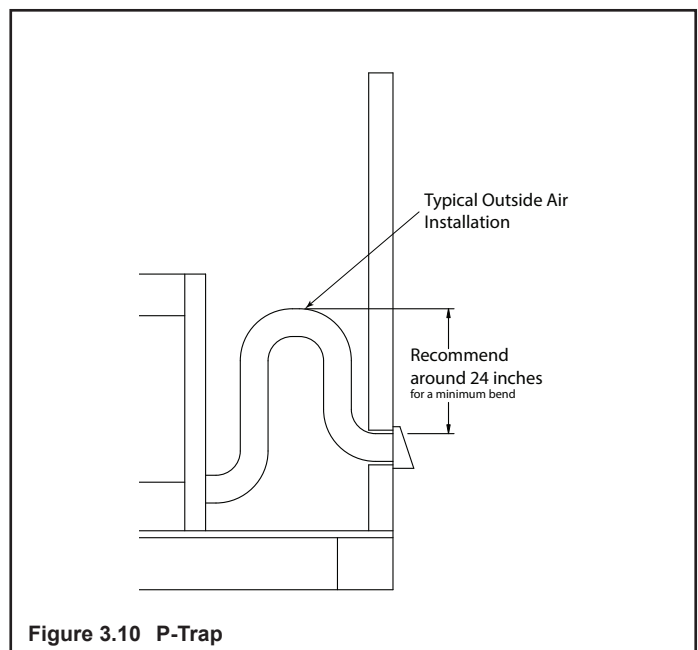 Typical Outside Air
Installation
Recommend
around 24 inches
for a minimum bend
Figure 3.10 P-Trap